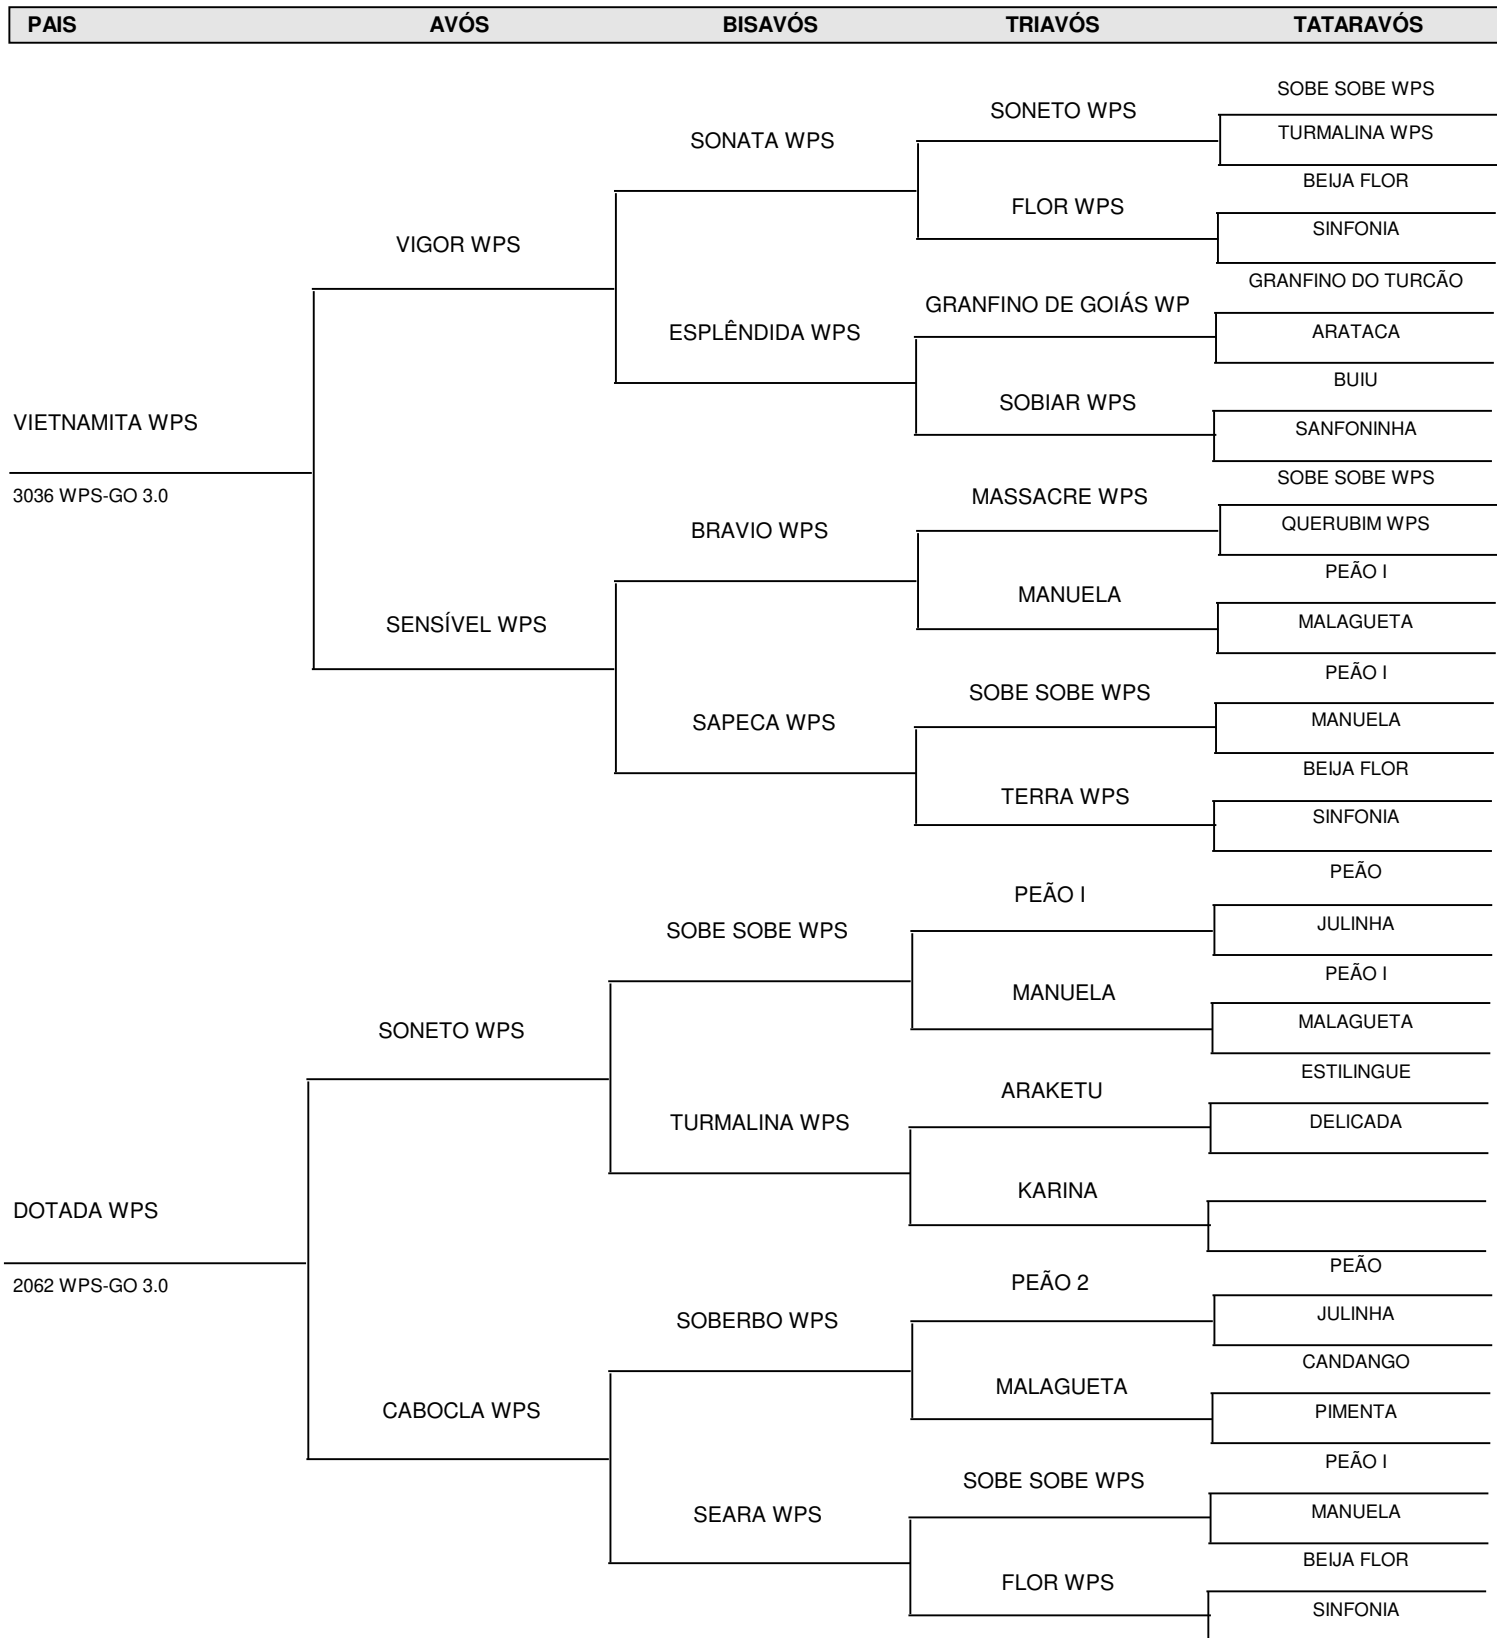 PAIS AVÓS BISAVÓS TRIAVÓS TATARAVÓS
SOBE SOBE WPS
SONETO WPS
TURMALINA WPS
SONATA WPS
BEIJA FLOR
FLOR WPS
SINFONIA
VIGOR WPS
GRANFINO DO TURCÃO
GRANFINO DE GOIÁS WP
ARATACA
ESPLÊNDIDA WPS
BUIU
SOBIAR WPS
SANFONINHA
VIETNAMITA WPS
3036 WPS-GO 3.0
SOBE SOBE WPS
MASSACRE WPS
QUERUBIM WPS
BRAVIO WPS
PEÃO I
MANUELA
MALAGUETA
SENSÍVEL WPS
PEÃO I
SOBE SOBE WPS
MANUELA
SAPECA WPS
BEIJA FLOR
TERRA WPS
SINFONIA
PEÃO
PEÃO I
JULINHA
SOBE SOBE WPS
PEÃO I
MANUELA
MALAGUETA
SONETO WPS
ESTILINGUE
ARAKETU
DELICADA
TURMALINA WPS
KARINA
DOTADA WPS
2062 WPS-GO 3.0
PEÃO
PEÃO 2
JULINHA
SOBERBO WPS
CANDANGO
MALAGUETA
PIMENTA
CABOCLA WPS
PEÃO I
SOBE SOBE WPS
MANUELA
SEARA WPS
BEIJA FLOR
FLOR WPS
SINFONIA